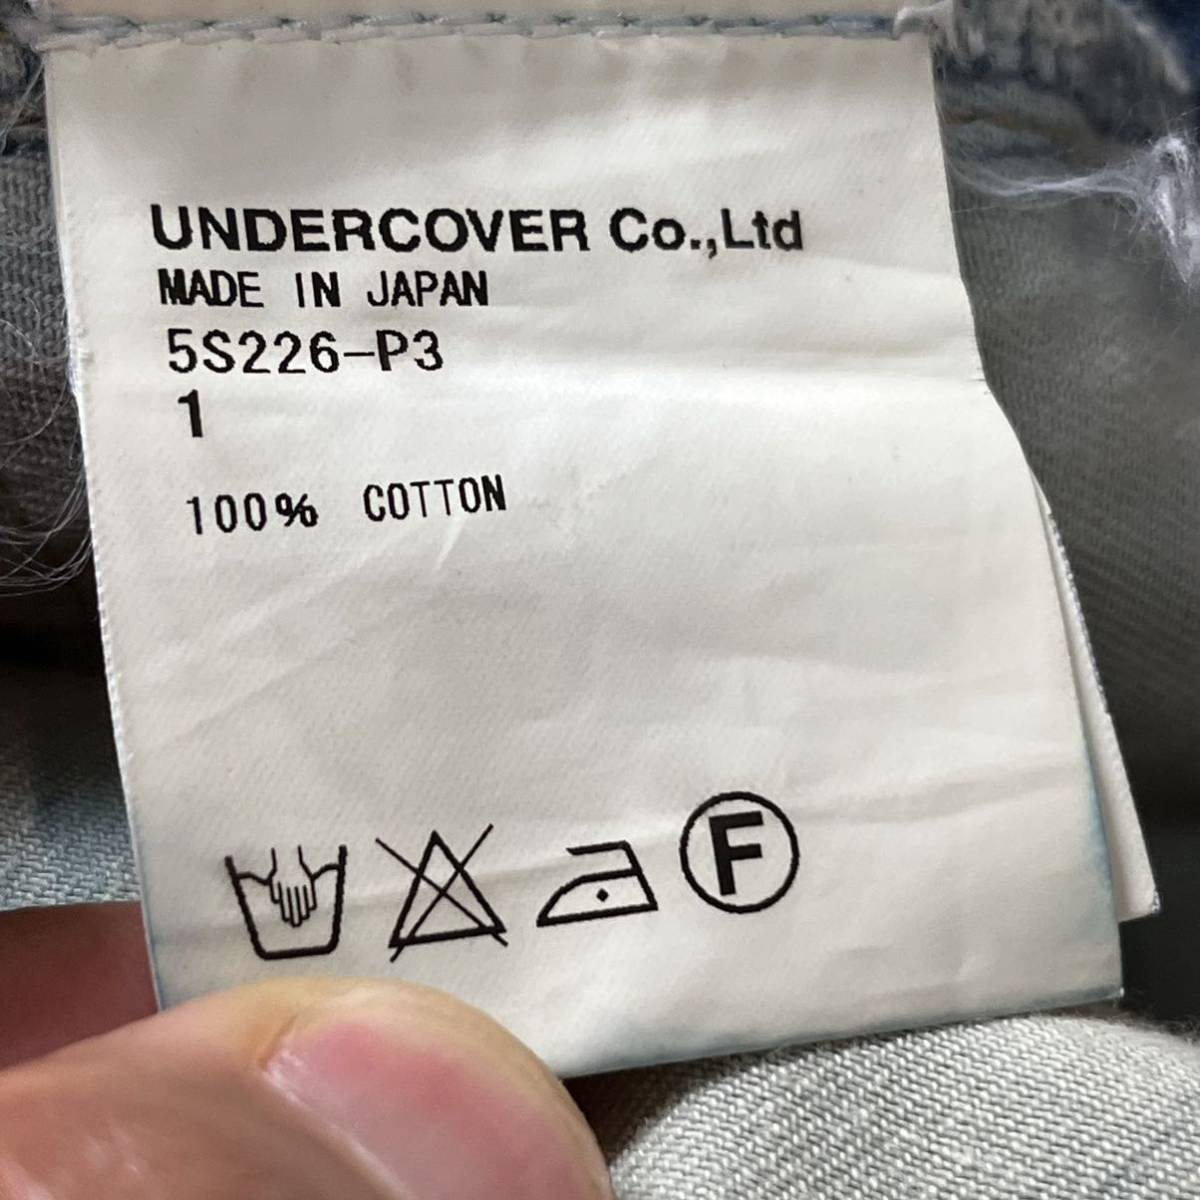 UNDERCOVER Co.,Ltd
MADE IN JAPAN
5S226-P3
1
100% COTTON
F